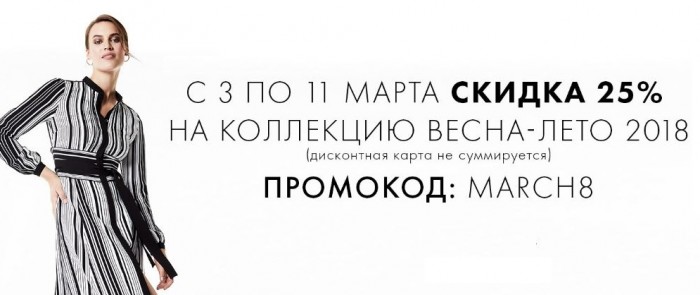 С 3 ПО 11 МАРТА СКИДКА 25%
НА КОЛЛЕКЦИЮ ВЕСНА-ЛЕТО 2018
(дисконтная карта не суммируется)
ПРОМОКОД: MARCH8